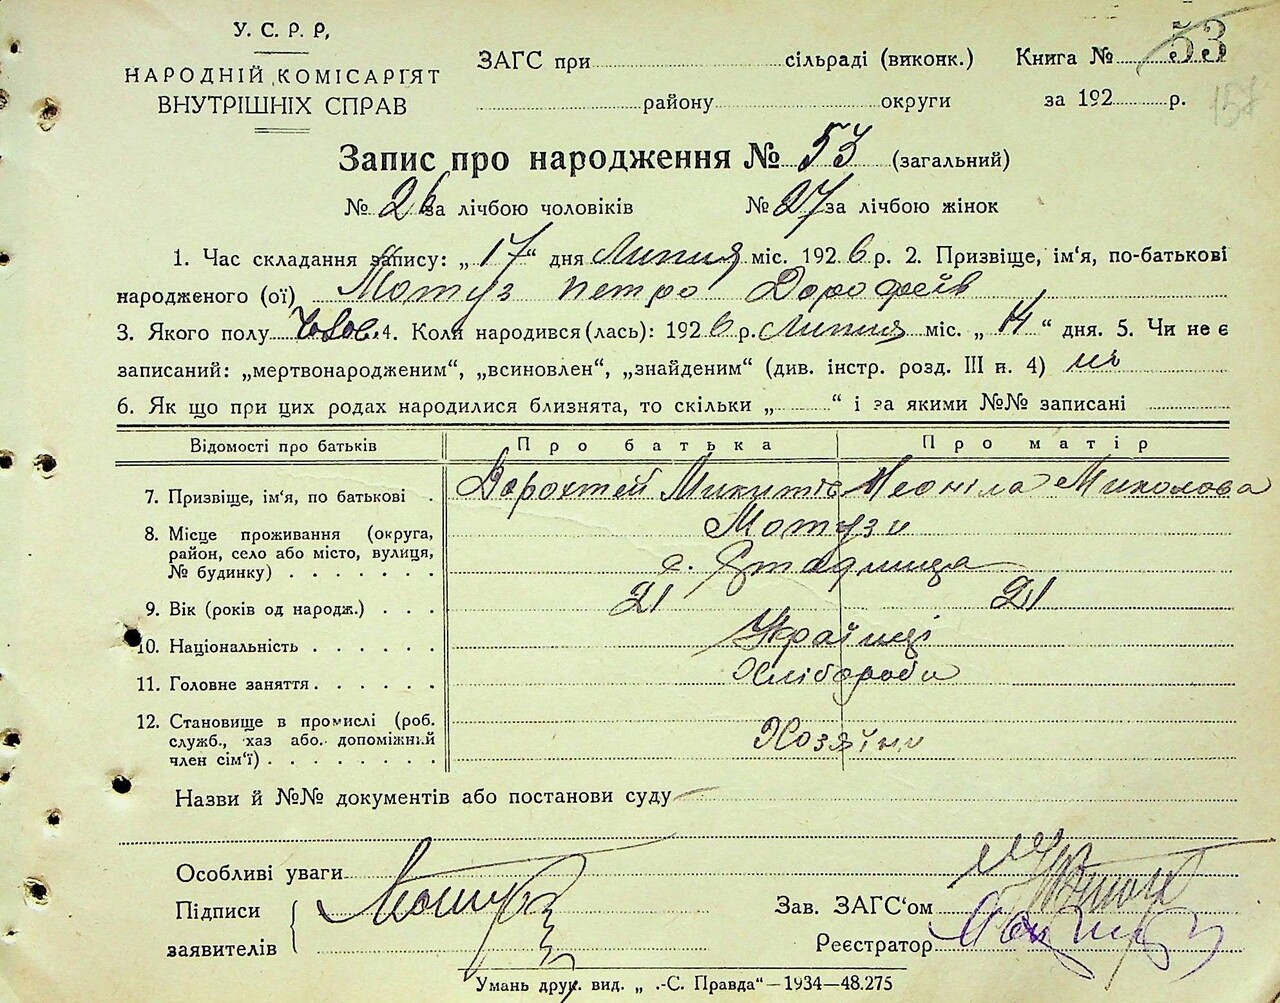 У. С. Р. Р,
НАРОДНІЙ КОМІСАРІЯТ
ВНУТРІШНІХ СПРАВ
ЗАГС при сільраді (виконк.) Книга № 53
району округи за 192 р.
157
Запис про народження № 53 (загальний)
№ 26 за лічбою чоловіків № 27 за лічбою жінок
1. Час складання запису: „ 17 “ дня Липня міс. 1926 р. 2. Призвіще, ім‘я, по-батькові
народженого (ої) Мотуз Петро Дорофеїв
3. Якого полу Чолов. 4. Коли народився (лась): 1926 р. Липня міс. „ 14 “ дня. 5. Чи не є
записаний: „мертвонародженим“, „всиновлен“, „знайденим“ (див. інстр. розд. III п. 4) ні
6. Як що при цих родах народилися близнята, то скільки „ “ і за якими №№ записані
Відомості про батьків Про батька Про матір
7. Призвіще, ім‘я, по батькові . Дорохтей Микитів Неоніла Миколова
Мотузи
8. Місце проживання (округа,
район, село або місто, вулиця,
№ будинку) . . . . . . . с. Стадница
9. Вік (років од народж.) . . . 21 21
10. Національність . . . . . . Українці
11. Головне заняття . . . . . . Хлібороби
12. Становище в промислі (роб.
служб., хаз або. допоміжний
член сім‘ї) . . . . . . . . Хозяїни
Назви й №№ документів або постанови суду
Особливі уваги
Підписи
заявителів
Мотуз
Зав. ЗАГС‘ом
Реєстратор
Умань друк. вид. „ .-С. Правда“—1934—48.275